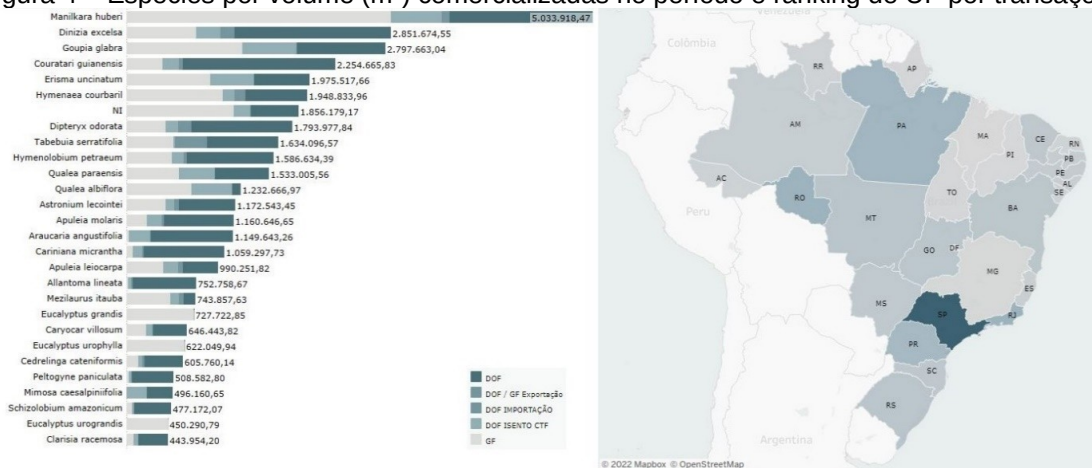 gura 4 – Espécies por volume (m³) comercializadas no período e ranking de UF por transaçõ
Manilkara huberi 5.033.918,47
Dinizia excelsa 2.851.674,55
Goupia glabra 2.797.663,04
Couratari guianensis 2.254.665,83
Erisma uncinatum 1.975.517,66
Hymenaea courbaril 1.948.833,96
NI 1.856.179,17
Dipteryx odorata 1.793.977,84
Tabebuia serratifolia 1.634.096,57
Hymenolobium petraeum 1.586.634,39
Qualea paraensis 1.533.005,56
Qualea albiflora 1.232.666,97
Astronium lecointei 1.172.543,45
Apuleia molaris 1.160.646,65
Araucaria angustifolia 1.149.643,26
Cariniana micrantha 1.059.297,73
Apuleia leiocarpa 990.251,82
Allantoma lineata 752.758,67
Mezilaurus itauba 743.857,63
Eucalyptus grandis 727.722,85
Caryocar villosum 646.443,82
Eucalyptus urophylla 622.049,94
Cedrelinga cateniformis 605.760,14
Peltogyne paniculata 508.582,80
Mimosa caesalpiniifolia 496.160,65
Schizolobium amazonicum 477.172,07
Eucalyptus urograndis 450.290,79
Clarisia racemosa 443.954,20
DOF
DOF / GF Exportação
DOF IMPORTAÇÃO
DOF ISENTO CTF
GF
Colômbia
RR
AP
AM
PA
MA
CE
RN
PI
PB
PE
AL
SE
AC
RO
TO
BA
Peru
MT
GO
DF
MG
ES
MS
SP
RJ
PR
SC
RS
Argentina
© 2022 Mapbox © OpenStreetMap